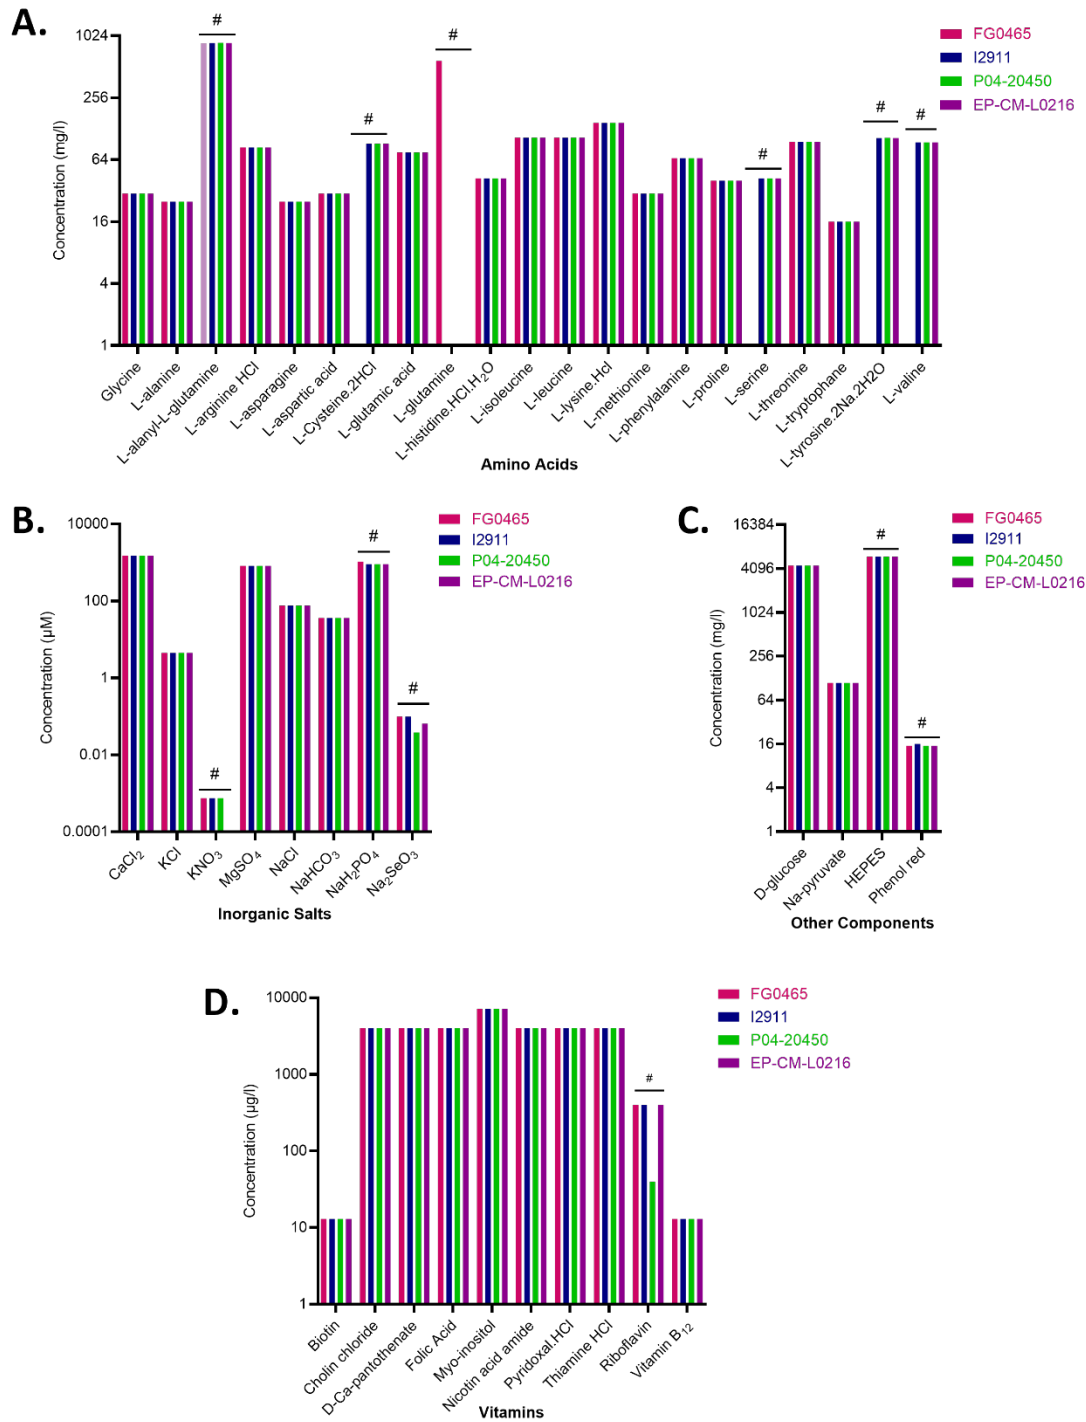 A.
#
#
#
#
#
#
1024
256
64
16
4
1
Concentration (mg/l)
FG0465
I2911
P04-20450
EP-CM-L0216
Glycine
L-alanine
L-alanyl-L-glutamine
L-arginine HCl
L-asparagine
L-aspartic acid
L-Cysteine.2HCl
L-glutamic acid
L-glutamine
L-histidine.HCl.H₂O
L-isoleucine
L-leucine
L-lysine.Hcl
L-methionine
L-phenylalanine
L-proline
L-serine
L-threonine
L-tryptophane
L-tyrosine.2Na.2H2O
L-valine
Amino Acids
B.
10000
100
1
0.01
0.0001
Concentration (µM)
#
#
#
FG0465
I2911
P04-20450
EP-CM-L0216
CaCl₂
KCl
KNO₃
MgSO₄
NaCl
NaHCO₃
NaH₂PO₄
Na₂SeO₃
Inorganic Salts
C.
16384
4096
1024
256
64
16
4
1
Concentration (mg/l)
#
#
FG0465
I2911
P04-20450
EP-CM-L0216
D-glucose
Na-pyruvate
HEPES
Phenol red
Other Components
D.
10000
1000
100
10
1
Concentration (µg/l)
#
FG0465
I2911
P04-20450
EP-CM-L0216
Biotin
Cholin chloride
D-Ca-pantothenate
Folic Acid
Myo-inositol
Nicotin acid amide
Pyridoxal.HCl
Thiamine HCl
Riboflavin
Vitamin B₁₂
Vitamins